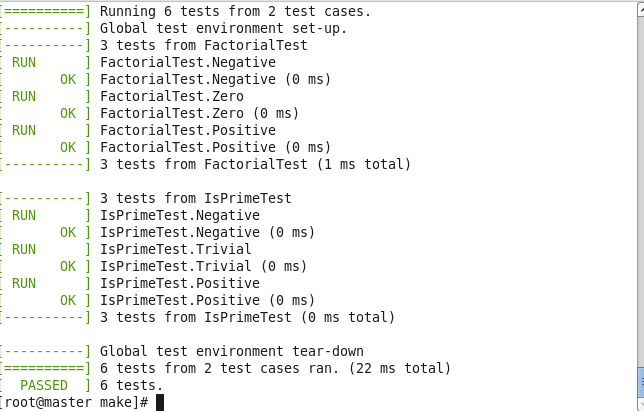 [==========] Running 6 tests from 2 test cases.
[----------] Global test environment set-up.
[----------] 3 tests from FactorialTest
[ RUN      ] FactorialTest.Negative
[       OK ] FactorialTest.Negative (0 ms)
[ RUN      ] FactorialTest.Zero
[       OK ] FactorialTest.Zero (0 ms)
[ RUN      ] FactorialTest.Positive
[       OK ] FactorialTest.Positive (0 ms)
[----------] 3 tests from FactorialTest (1 ms total)

[----------] 3 tests from IsPrimeTest
[ RUN      ] IsPrimeTest.Negative
[       OK ] IsPrimeTest.Negative (0 ms)
[ RUN      ] IsPrimeTest.Trivial
[       OK ] IsPrimeTest.Trivial (0 ms)
[ RUN      ] IsPrimeTest.Positive
[       OK ] IsPrimeTest.Positive (0 ms)
[----------] 3 tests from IsPrimeTest (0 ms total)

[----------] Global test environment tear-down
[==========] 6 tests from 2 test cases ran. (22 ms total)
[  PASSED  ] 6 tests.
[root@master make]#